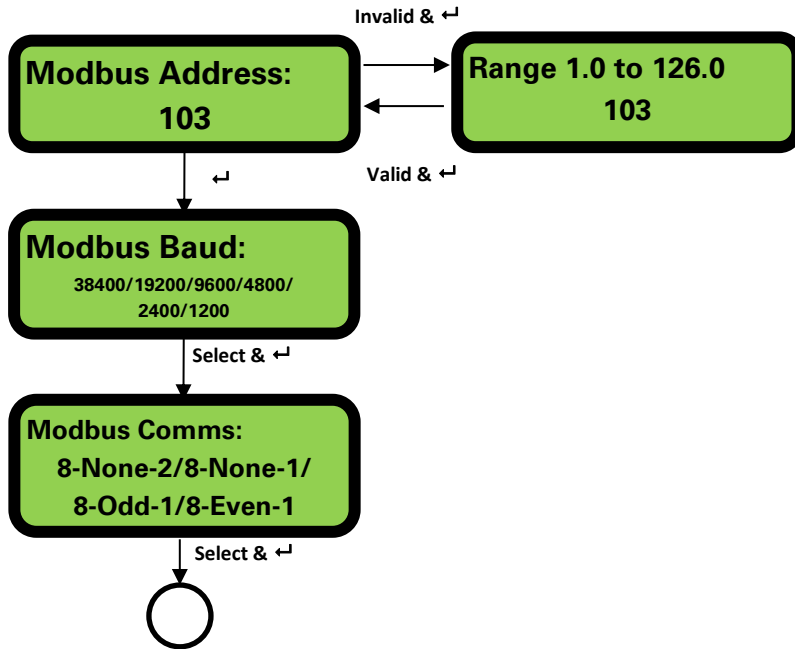 Invalid & ↵
Modbus Address:
103
Range 1.0 to 126.0
103
↵
Valid & ↵
Modbus Baud:
38400/19200/9600/4800/
2400/1200
Select & ↵
Modbus Comms:
8-None-2/8-None-1/
8-Odd-1/8-Even-1
Select & ↵